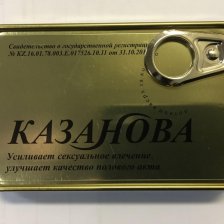 Свидетельство о государственной регистрации
№ KZ.16.01.78.003.E.017526.10.11 от 31.10.201
КАЗАНОВА
Усиливает сексуальное влечение,
улучшает качество полового акта